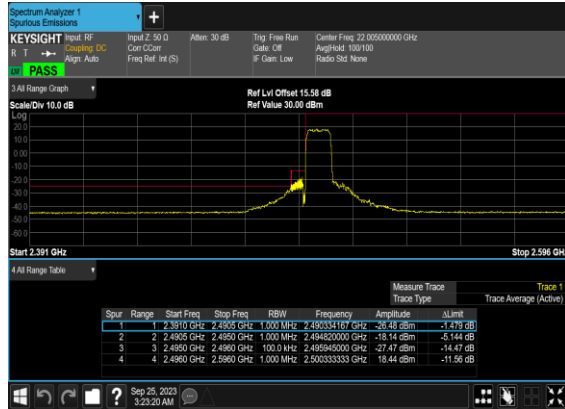 Spectrum Analyzer 1
Spurious Emissions
+
KEYSIGHT Input: RF Input Z: 50 Ω Atten: 30 dB Trig: Free Run Center Freq: 22.005000000 GHz
R T Coupling: DC Corr CCorr Gate: Off Avg|Hold: 100/100
Align: Auto Freq Ref: Int (S) IF Gain: Low Radio Std: None
PASS
3 All Range Graph
Ref Lvl Offset 15.58 dB
Scale/Div 10.0 dB Ref Value 30.00 dBm
Log
20.0
10.0
0.00
-10.0
-20.0
-30.0
-40.0
-50.0
-60.0
Start 2.391 GHz Stop 2.596 GHz
4 All Range Table
Measure Trace Trace 1
Trace Type Trace Average (Active)
Spur Range Start Freq Stop Freq RBW Frequency Amplitude ΔLimit
1 1 2.3910 GHz 2.4905 GHz 1.000 MHz 2.490334167 GHz -26.48 dBm -1.479 dB
2 2 2.4905 GHz 2.4950 GHz 1.000 MHz 2.494820000 GHz -18.14 dBm -5.144 dB
3 3 2.4950 GHz 2.4960 GHz 100.0 kHz 2.495945000 GHz -27.47 dBm -14.47 dB
4 4 2.4960 GHz 2.5960 GHz 1.000 MHz 2.500333333 GHz 18.44 dBm -11.56 dB
? Sep 25, 2023
3:23:20 AM